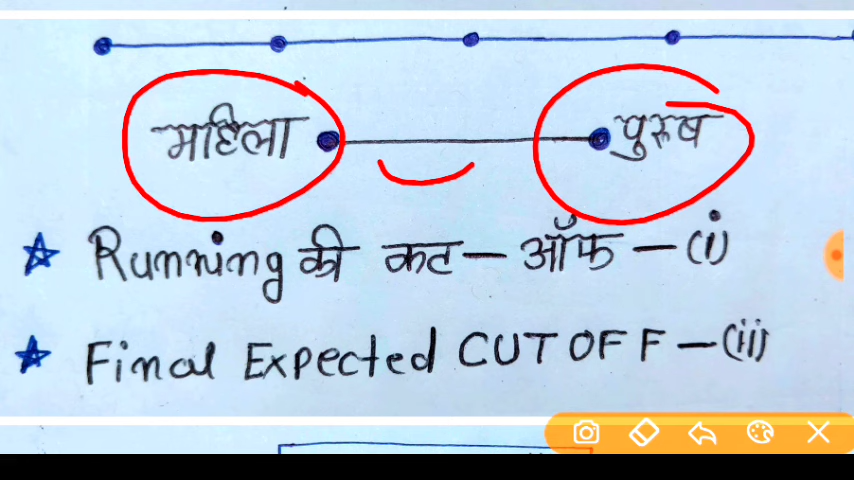 महिला पुरुष
Running की कट - ऑफ - (i)
Final Expected CUT OFF - (ii)